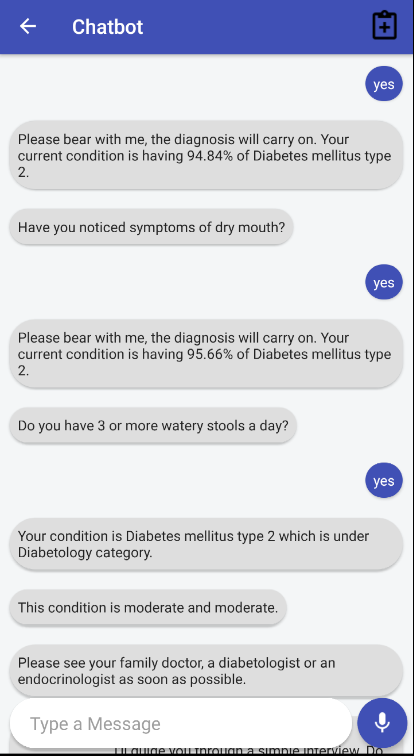 Chatbot
yes
Please bear with me, the diagnosis will carry on. Your
current condition is having 94.84% of Diabetes mellitus type
2.
Have you noticed symptoms of dry mouth?
yes
Please bear with me, the diagnosis will carry on. Your
current condition is having 95.66% of Diabetes mellitus type
2.
Do you have 3 or more watery stools a day?
yes
Your condition is Diabetes mellitus type 2 which is under
Diabetology category.
This condition is moderate and moderate.
Please see your family doctor, a diabetologist or an
endocrinologist as soon as possible.
Type a Message
guide you through a simple interview. Do